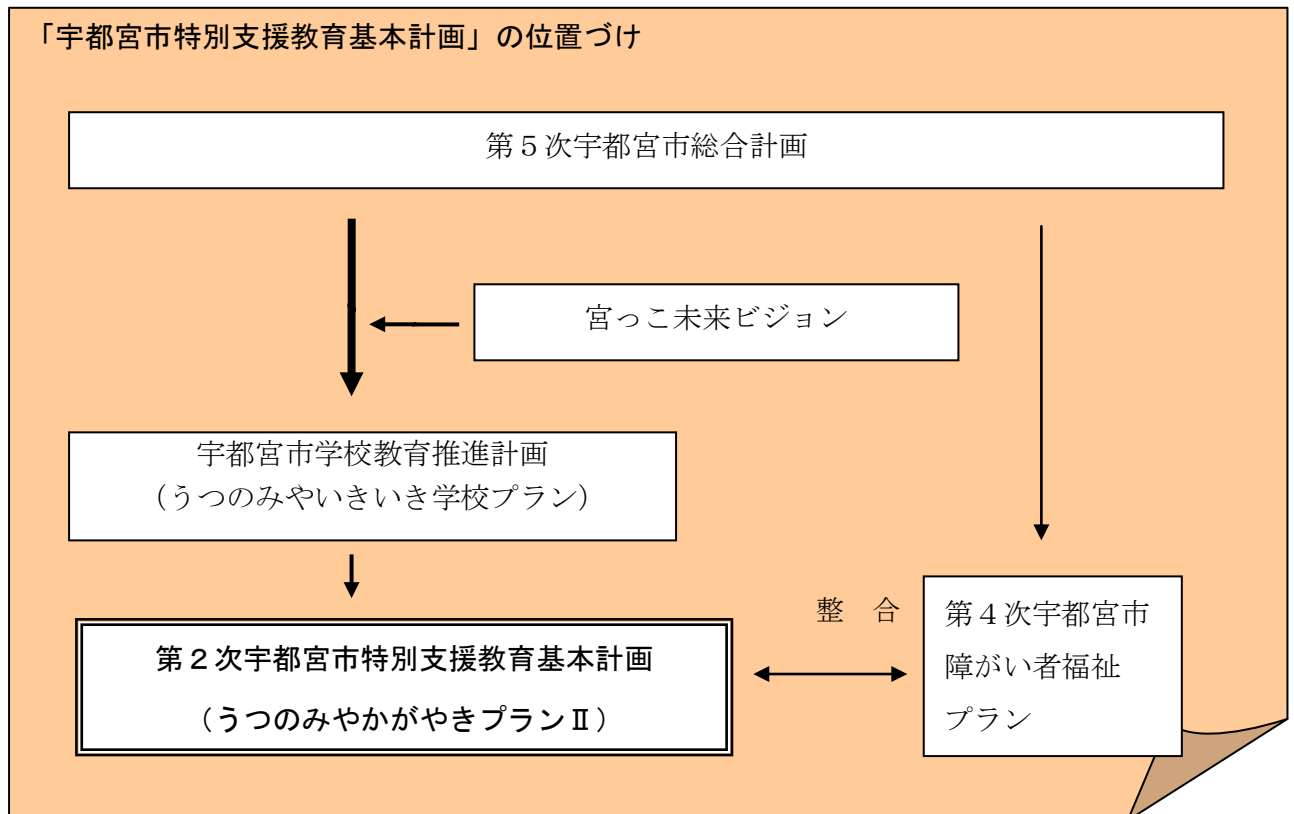 「宇都宮市特別支援教育基本計画」の位置づけ
第５次宇都宮市総合計画
宮っこ未来ビジョン
宇都宮市学校教育推進計画
（うつのみやいきいき学校プラン）
第２次宇都宮市特別支援教育基本計画
（うつのみやかがやきプランⅡ）
整　合
第４次宇都宮市
障がい者福祉
プラン